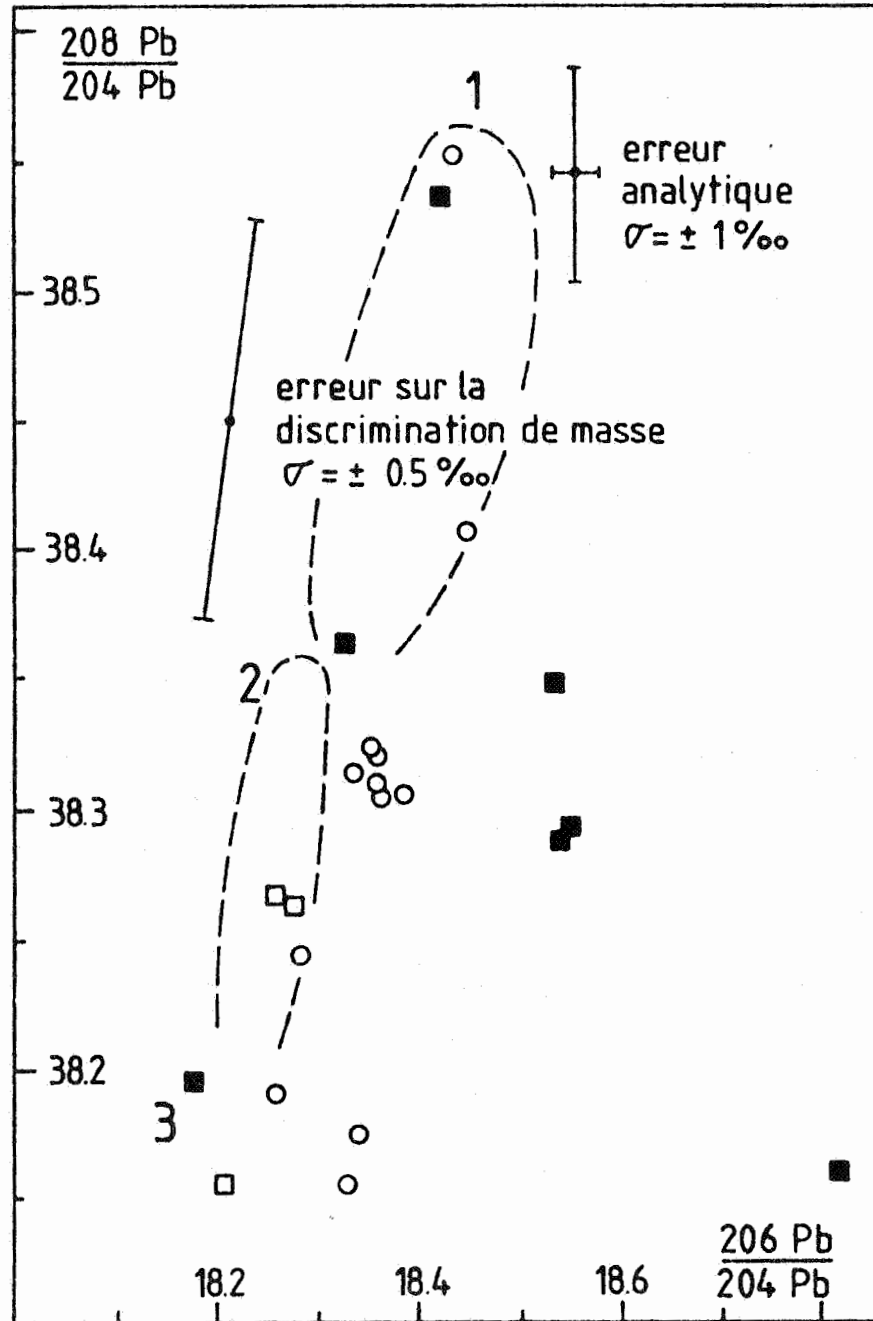 208 Pb
204 Pb
1
erreur
analytique
σ = ± 1‰
38.5
erreur sur la
discrimination de masse
σ = ± 0.5‰
38.4
2
38.3
38.2
3
206 Pb
204 Pb
18.2 18.4 18.6